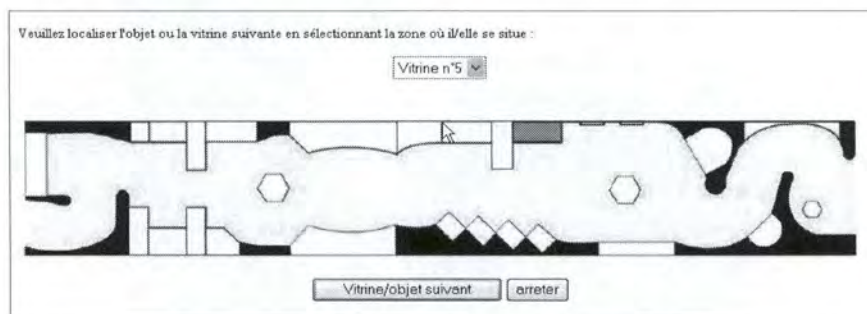 Veuillez localiser l'objet ou la vitrine suivante en sélectionnant la zone où il/elle se situe :
Vitrine n°5
Vitrine/objet suivant arreter